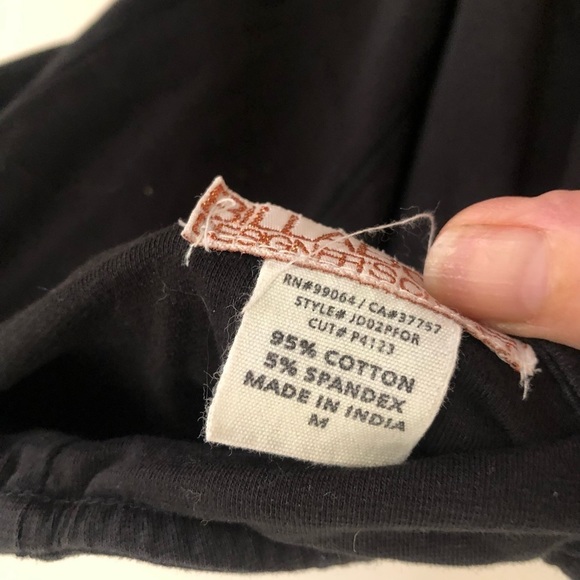 RN#99064 / CA#37757
STYLE# JD02PFOR
CUT# P4123
95% COTTON
5% SPANDEX
MADE IN INDIA
M